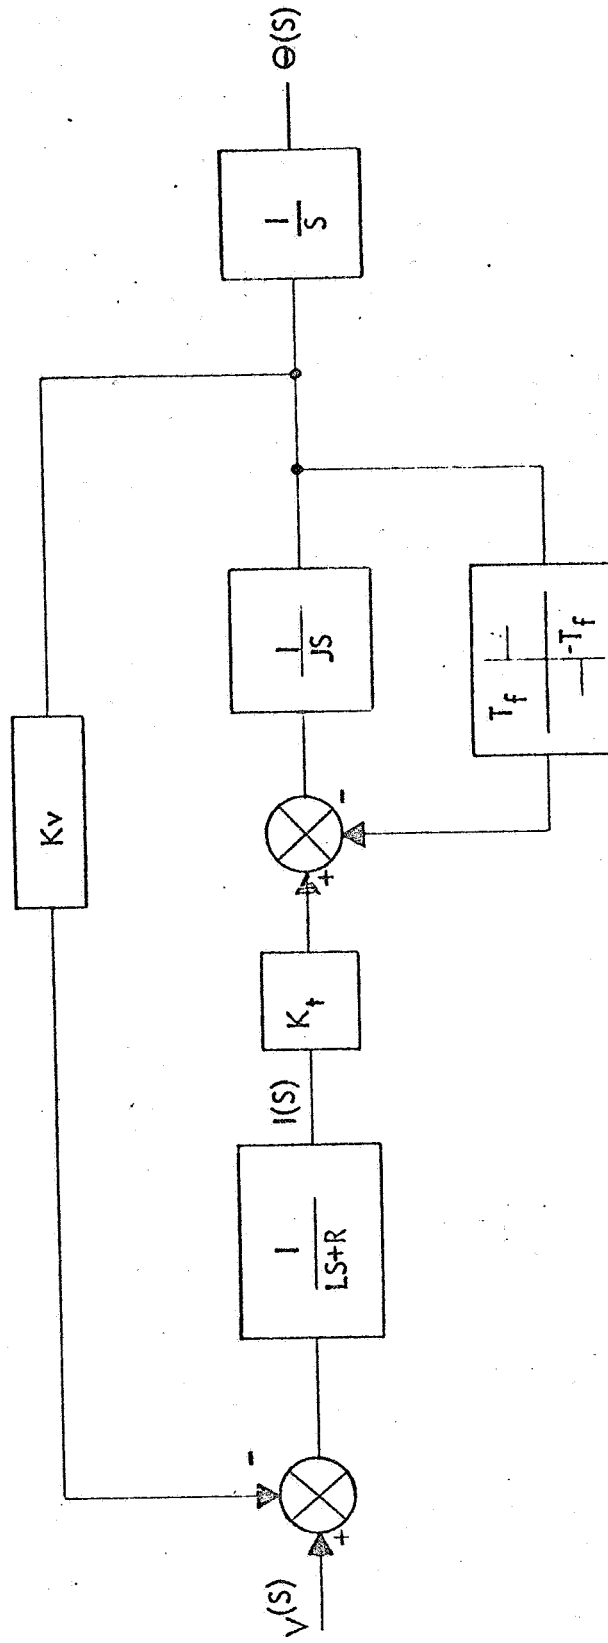 Kv
V(S)
+
-
1
LS+R
I(S)
K_t
+
-
1
JS
1
S
Θ(S)
T_f
-T_f